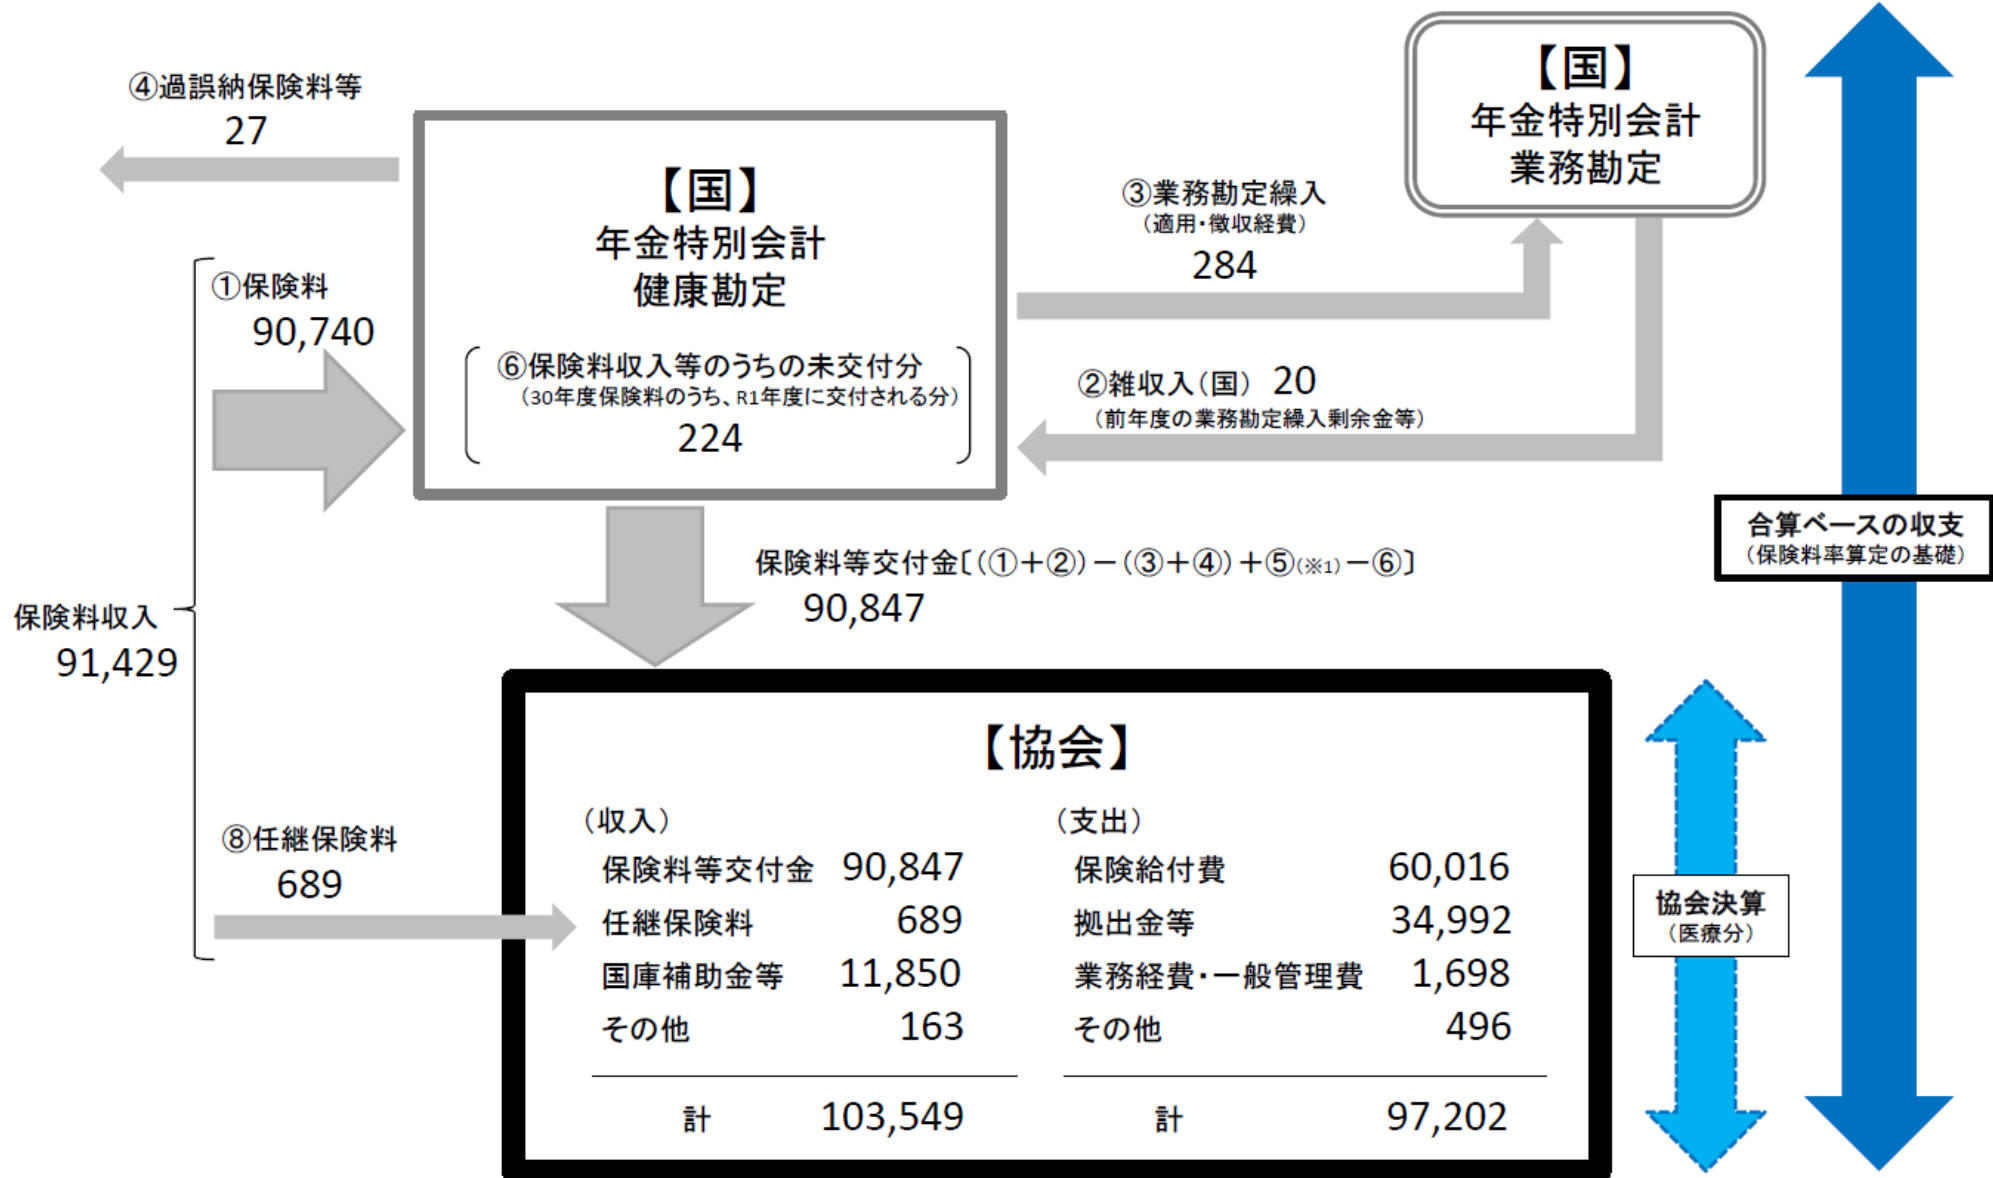 ④過誤納保険料等
27
【国】
年金特別会計
業務勘定
【国】
年金特別会計
健康勘定
③業務勘定繰入
（適用・徴収経費）
284
①保険料
90,740
⑥保険料収入等のうちの未交付分
（30年度保険料のうち、R1年度に交付される分）
224
②雑収入（国） 20
（前年度の業務勘定繰入剰余金等）
合算ベースの収支
（保険料率算定の基礎）
保険料等交付金〔（①＋②）－（③＋④）＋⑤(※1)－⑥〕
90,847
保険料収入
91,429
⑧任継保険料
689
【協会】
（収入）
保険料等交付金 90,847
任継保険料 689
国庫補助金等 11,850
その他 163
計 103,549
（支出）
保険給付費 60,016
拠出金等 34,992
業務経費・一般管理費 1,698
その他 496
計 97,202
協会決算
（医療分）